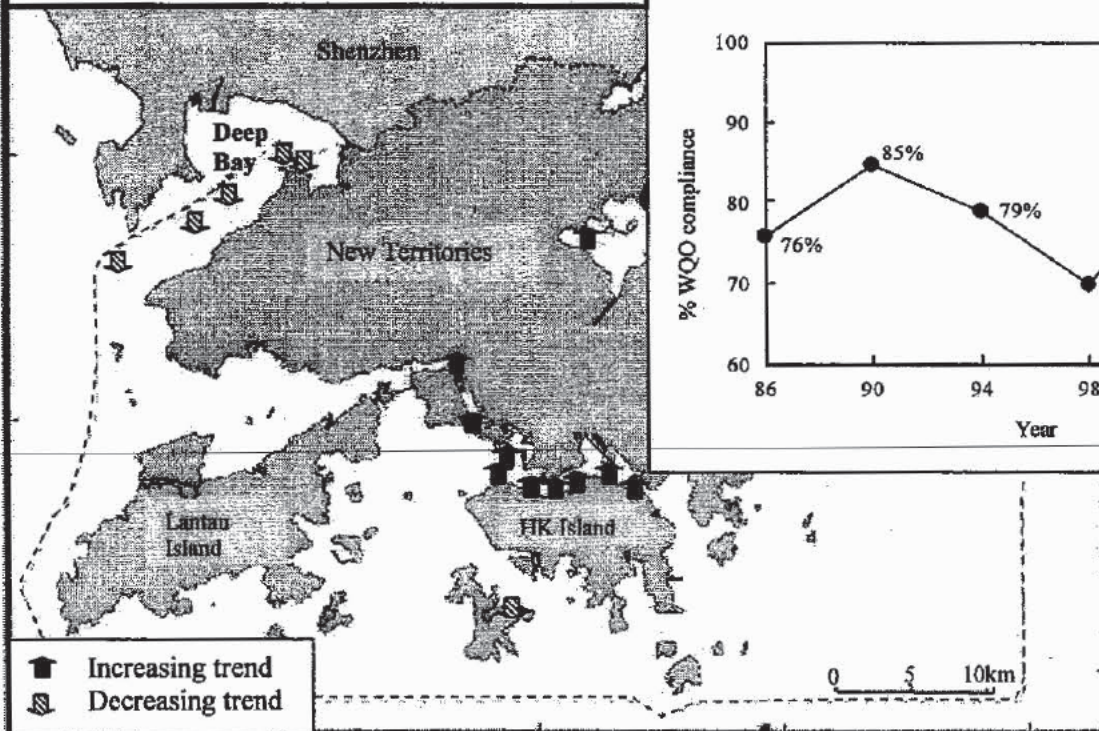 Shenzhen
Deep
Bay
New Territories
Lantau
Island
HK Island
Increasing trend
Decreasing trend
0 5 10km
% WQO compliance
100
90
80
70
60
85%
79%
76%
86 90 94 98
Year